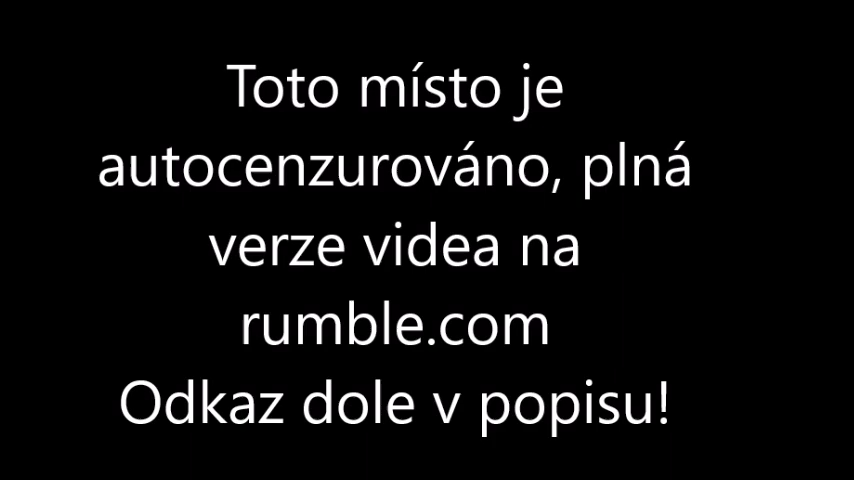 Toto místo je
autocenzurováno, plná
verze videa na
rumble.com
Odkaz dole v popisu!